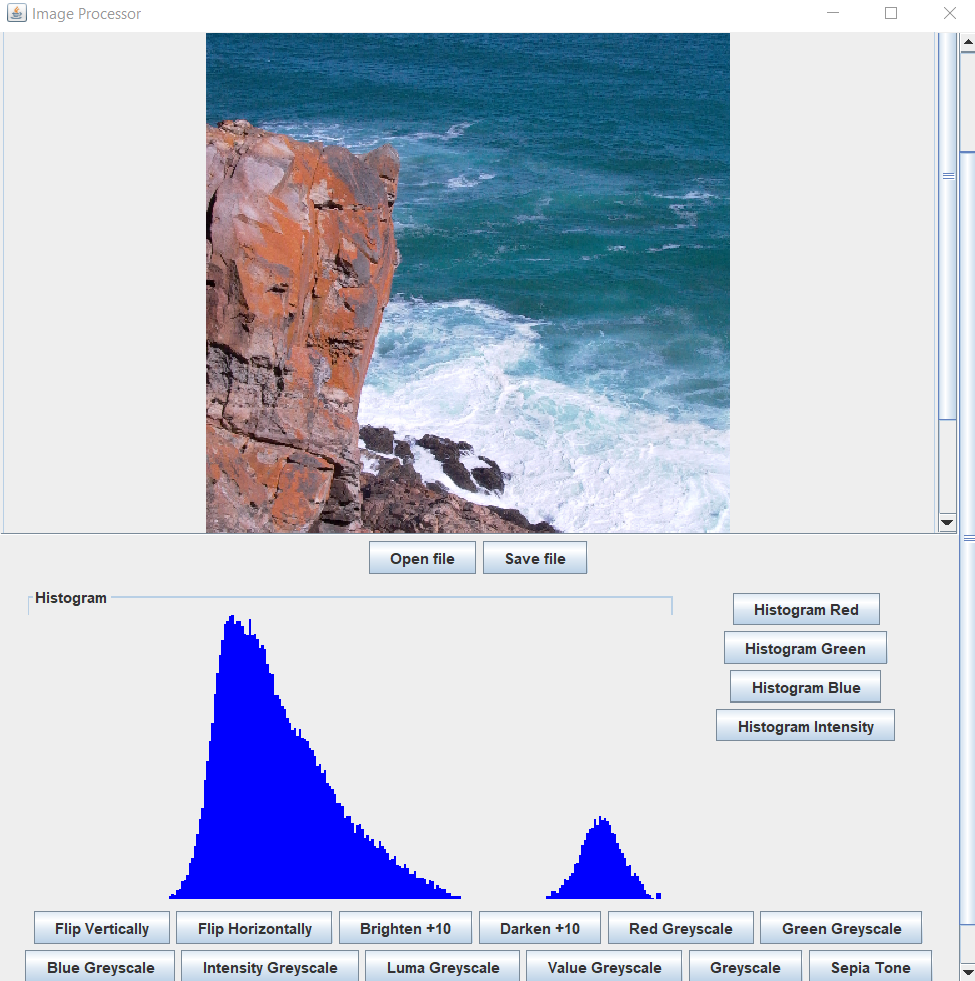 Image Processor
Open file Save file
Histogram
Histogram Red
Histogram Green
Histogram Blue
Histogram Intensity
Flip Vertically Flip Horizontally Brighten +10 Darken +10 Red Greyscale Green Greyscale
Blue Greyscale Intensity Greyscale Luma Greyscale Value Greyscale Greyscale Sepia Tone